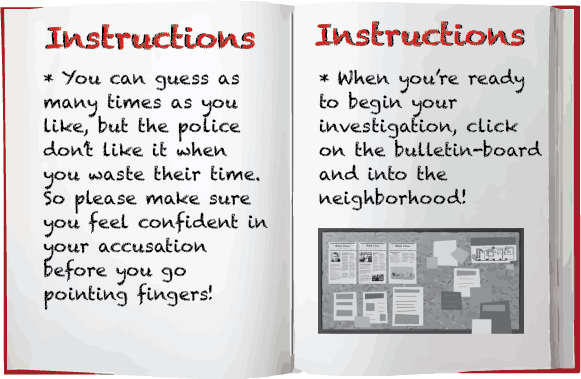 Instructions
* You can guess as
many times as you
like, but the police
don't like it when
you waste their time.
So please make sure
you feel confident in
your accusation
before you go
pointing fingers!
Instructions
* When you're ready
to begin your
investigation, click
on the bulletin-board
and into the
neighborhood!